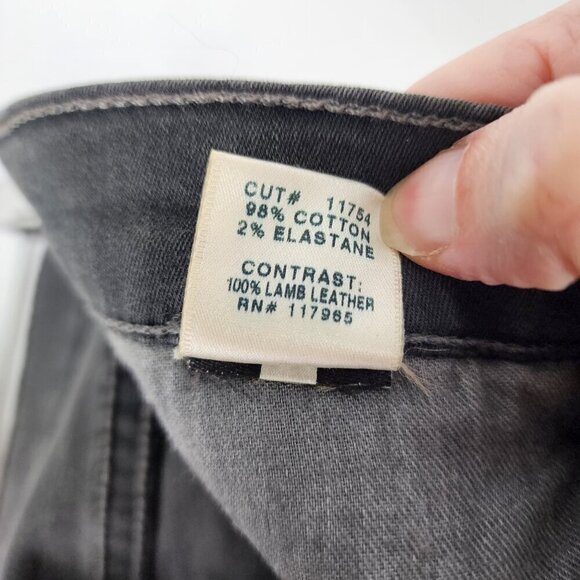 CUT# 11754
98% COTTON
2% ELASTANE
CONTRAST:
100% LAMB LEATHER
RN# 117965